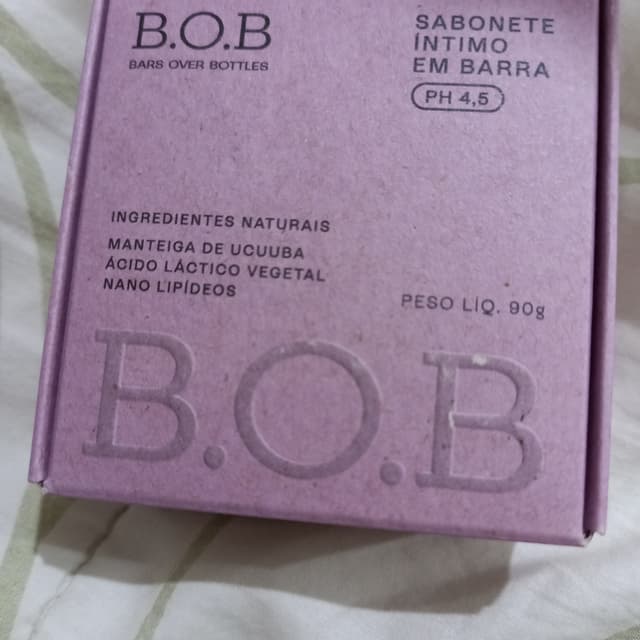 B.O.B
BARS OVER BOTTLES
SABONETE
ÍNTIMO
EM BARRA
PH 4,5
INGREDIENTES NATURAIS
MANTEIGA DE UCUUBA
ÁCIDO LÁCTICO VEGETAL
NANO LIPÍDEOS
PESO LÍQ. 90g
B.O.B